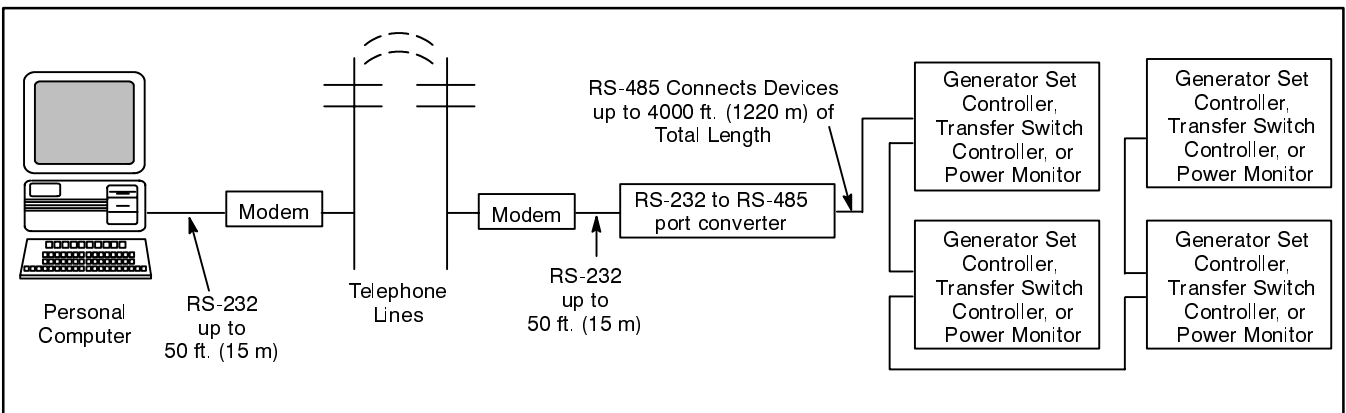 Personal
Computer
RS-232
up to
50 ft. (15 m)
Modem
Telephone
Lines
Modem
RS-232
up to
50 ft. (15 m)
RS-232 to RS-485
port converter
RS-485 Connects Devices
up to 4000 ft. (1220 m) of
Total Length
Generator Set
Controller,
Transfer Switch
Controller, or
Power Monitor
Generator Set
Controller,
Transfer Switch
Controller, or
Power Monitor
Generator Set
Controller,
Transfer Switch
Controller, or
Power Monitor
Generator Set
Controller,
Transfer Switch
Controller, or
Power Monitor